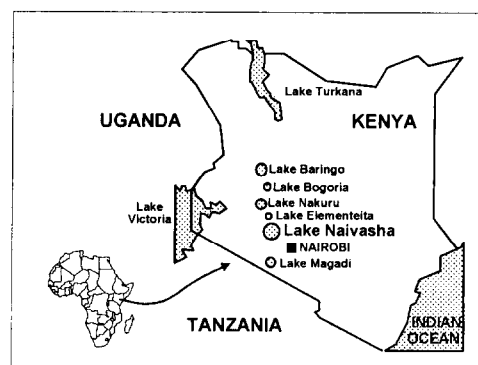 Lake Turkana
UGANDA
KENYA
Lake Baringo
Lake Bogoria
Lake
Victoria
Lake Nakuru
Lake Elementeita
Lake Naivasha
NAIROBI
Lake Magadi
TANZANIA
INDIAN
OCEAN